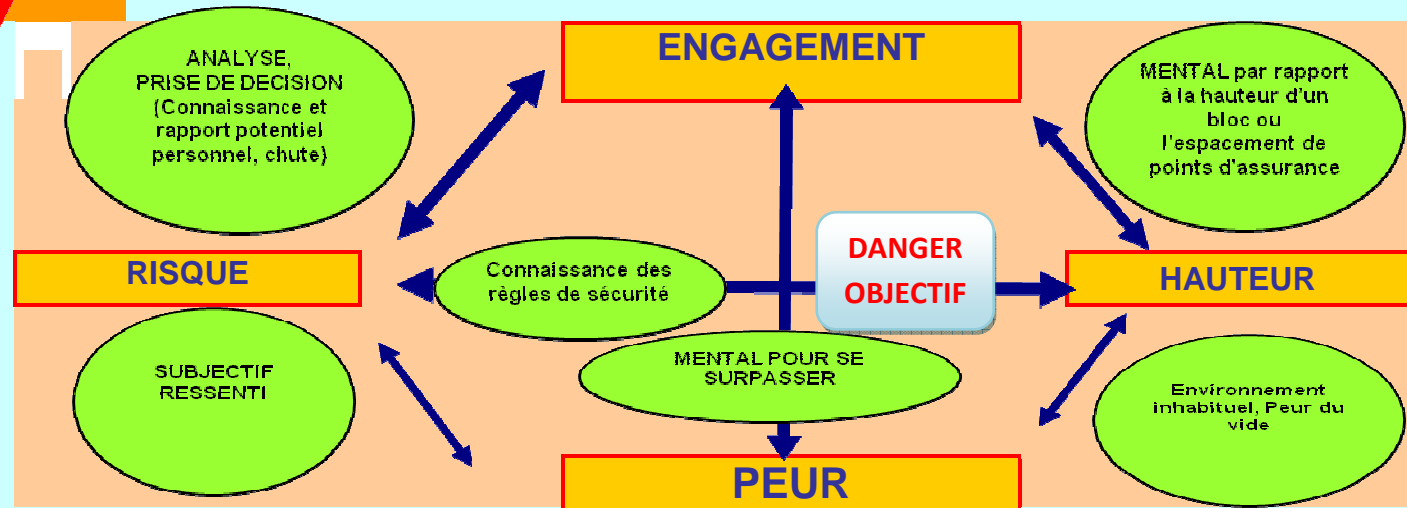 ENGAGEMENT
ANALYSE,
PRISE DE DECISION
(Connaissance et
rapport potentiel
personnel, chute)
MENTAL par rapport
à la hauteur d'un
bloc ou
l'espacement de
points d'assurance
RISQUE
Connaissance des
règles de sécurité
DANGER
OBJECTIF
HAUTEUR
SUBJECTIF
RESSENTI
MENTAL POUR SE
SURPASSER
Environnement
inhabituel, Peur du
vide
PEUR